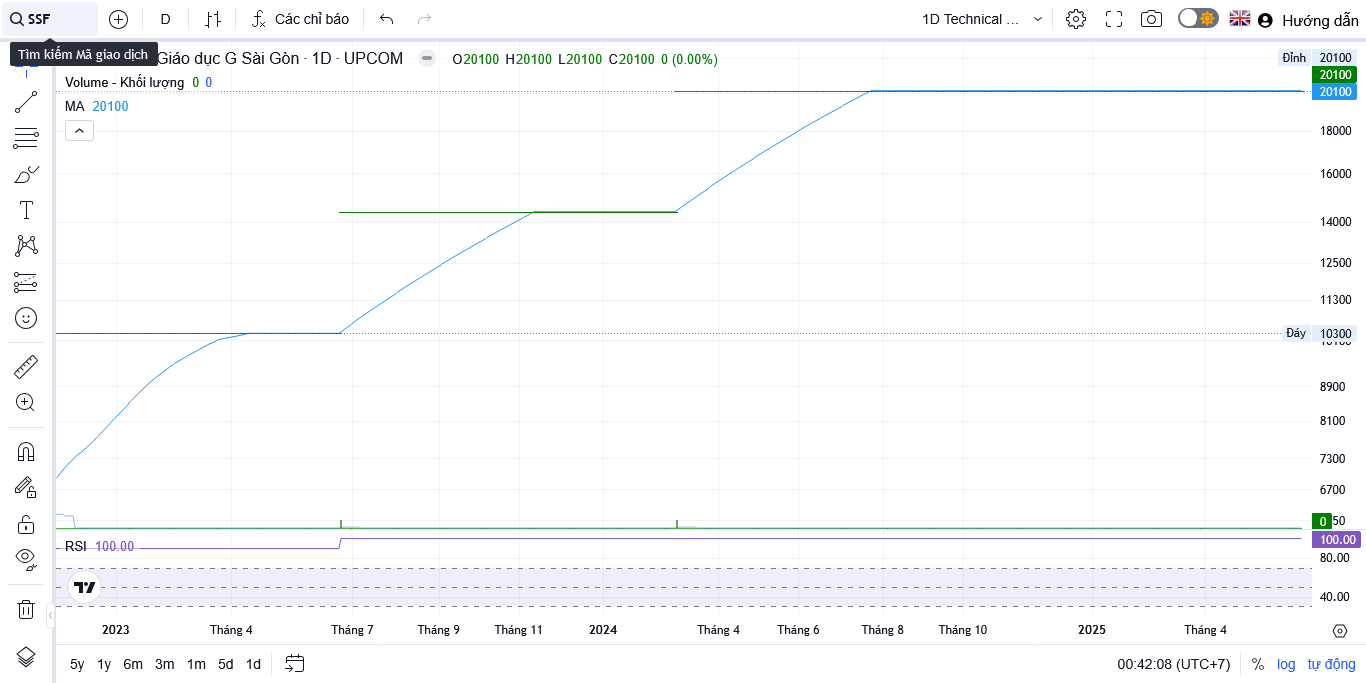 SSF
D
Các chỉ báo
1D Technical ...
Hướng dẫn
Tìm kiếm Mã giao dịch
Giáo dục G Sài Gòn · 1D · UPCOM
O20100 H20100 L20100 C20100 0 (0.00%)
Volume - Khối lượng 0 0
MA 20100
Đỉnh 20100
20100
20100
18000
16000
14000
12500
11300
Đáy 10300
8900
8100
7300
6700
0
50
RSI 100.00
100.00
80.00
40.00
2023 Tháng 4 Tháng 7 Tháng 9 Tháng 11 2024 Tháng 4 Tháng 6 Tháng 8 Tháng 10 2025 Tháng 4
5y 1y 6m 3m 1m 5d 1d
00:42:08 (UTC+7) % log tự động